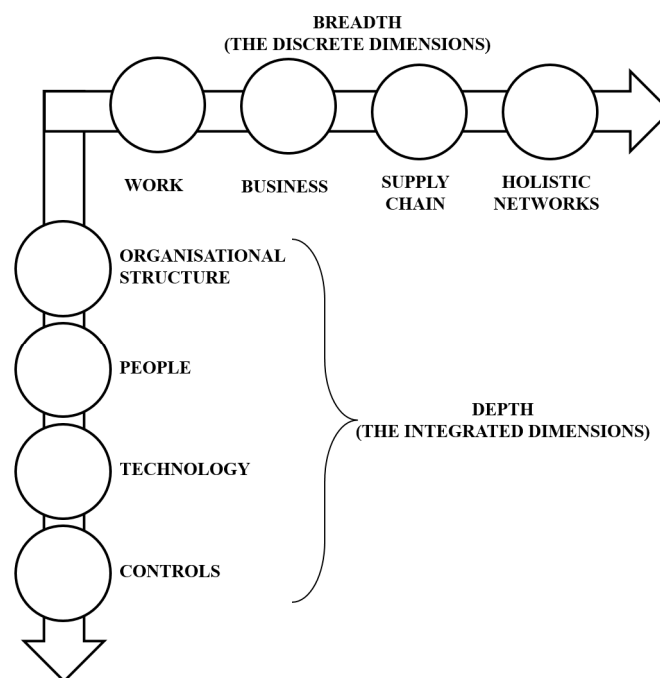 BREADTH
(THE DISCRETE DIMENSIONS)
WORK
BUSINESS
SUPPLY
CHAIN
HOLISTIC
NETWORKS
ORGANISATIONAL
STRUCTURE
PEOPLE
DEPTH
(THE INTEGRATED DIMENSIONS)
TECHNOLOGY
CONTROLS